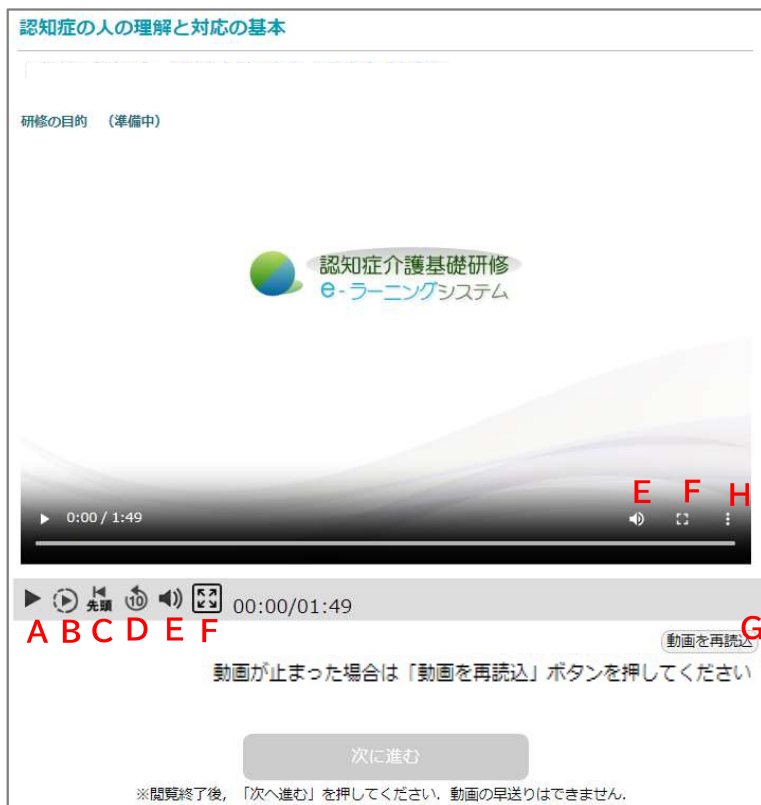 認知症の人の理解と対応の基本
研修の目的　（準備中）
認知症介護基礎研修
e-ラーニングシステム
E F H
0:00 / 1:49
先頭 10 00:00/01:49
A B C D E F
動画を再読込 G
動画が止まった場合は「動画を再読込」ボタンを押してください
次に進む
※閲覧終了後，「次へ進む」を押してください．動画の早送りはできません．